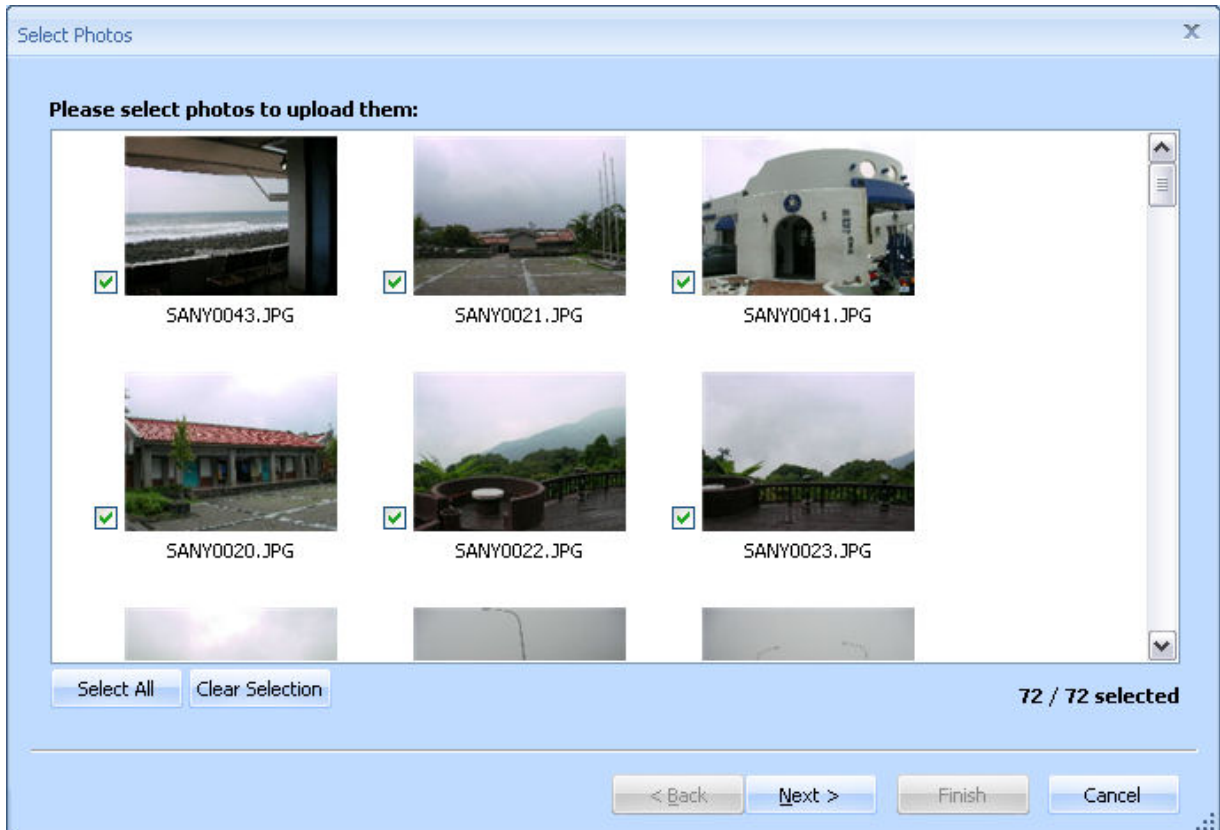 Select Photos
Please select photos to upload them:
SANY0043.JPG
SANY0021.JPG
SANY0041.JPG
SANY0020.JPG
SANY0022.JPG
SANY0023.JPG
Select All
Clear Selection
72 / 72 selected
< Back
Next >
Finish
Cancel